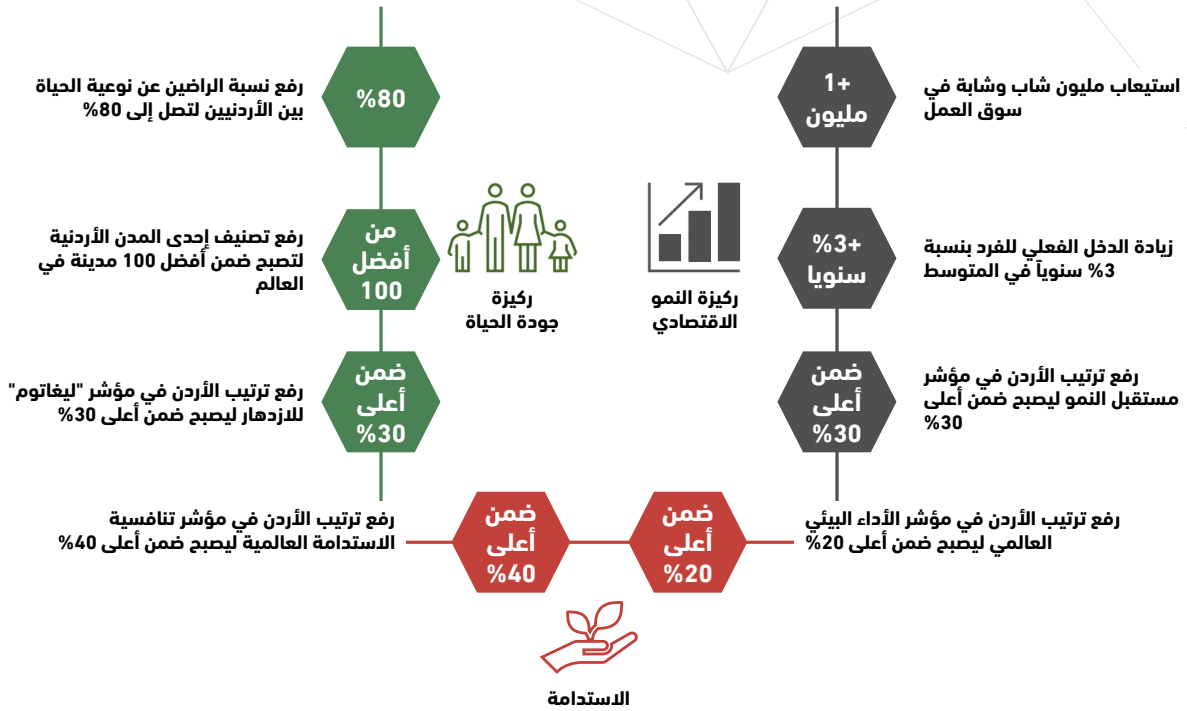 +1
مليون
استيعاب مليون شاب وشابة في
سوق العمل
+3%
سنويا
زيادة الدخل الفعلي للفرد بنسبة
3% سنوياً في المتوسط
ضمن
أعلى
%30
رفع ترتيب الأردن في مؤشر
مستقبل النمو ليصبح ضمن أعلى
%30
ركيزة النمو
الاقتصادي
ركيزة
جودة الحياة
%80
رفع نسبة الراضين عن نوعية الحياة
بين الأردنيين لتصل إلى 80%
من
أفضل
100
رفع تصنيف إحدى المدن الأردنية
لتصبح ضمن أفضل 100 مدينة في
العالم
ضمن
أعلى
%30
رفع ترتيب الأردن في مؤشر "ليغاتوم"
للازدهار ليصبح ضمن أعلى 30%
رفع ترتيب الأردن في مؤشر الأداء البيئي
العالمي ليصبح ضمن أعلى 20%
ضمن
أعلى
%20
ضمن
أعلى
%40
رفع ترتيب الأردن في مؤشر تنافسية
الاستدامة العالمية ليصبح ضمن أعلى 40%
الاستدامة